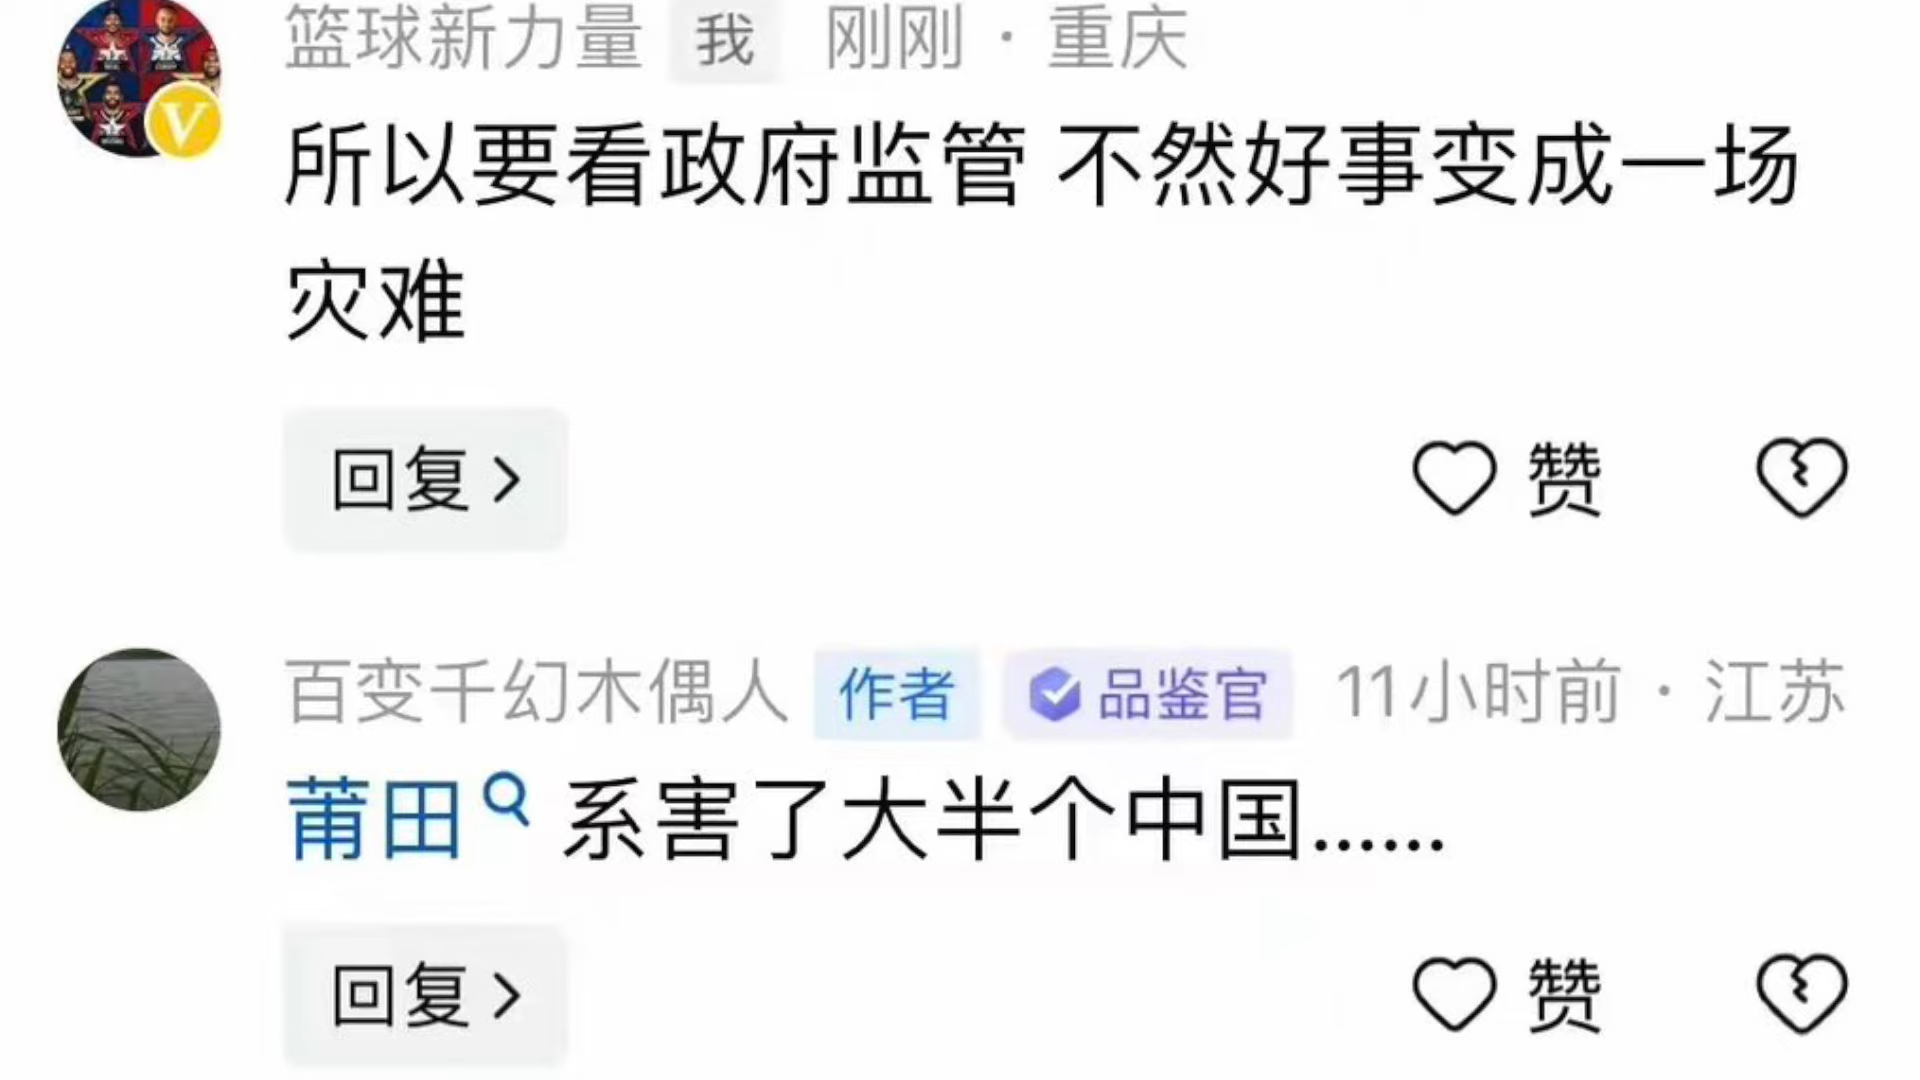 篮球新力量 我 刚刚 · 重庆
所以要看政府监管 不然好事变成一场
灾难
回复 >
赞
百变千幻木偶人 作者 品鉴官 11小时前 · 江苏
莆田 系害了大半个中国……
回复 >
赞